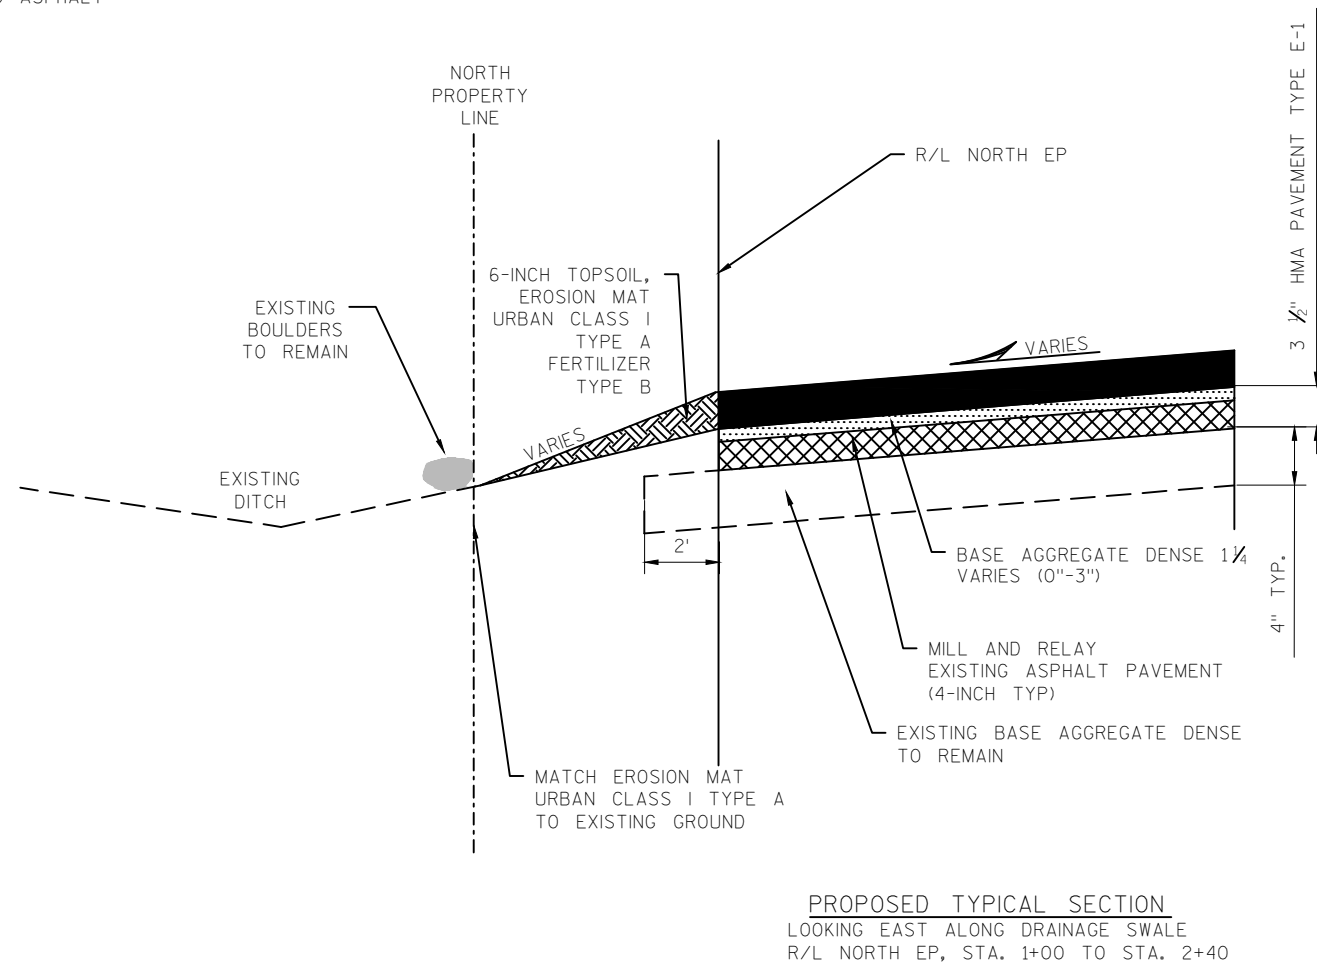 NORTH
PROPERTY
LINE
R/L NORTH EP
3 ½" HMA PAVEMENT TYPE E-1
6-INCH TOPSOIL,
EROSION MAT
URBAN CLASS I
TYPE A
FERTILIZER
TYPE B
EXISTING
BOULDERS
TO REMAIN
VARIES
VARIES
EXISTING
DITCH
2'
BASE AGGREGATE DENSE 1¼
VARIES (0"-3")
4" TYP.
MILL AND RELAY
EXISTING ASPHALT PAVEMENT
(4-INCH TYP)
EXISTING BASE AGGREGATE DENSE
TO REMAIN
MATCH EROSION MAT
URBAN CLASS I TYPE A
TO EXISTING GROUND
PROPOSED TYPICAL SECTION
LOOKING EAST ALONG DRAINAGE SWALE
R/L NORTH EP, STA. 1+00 TO STA. 2+40